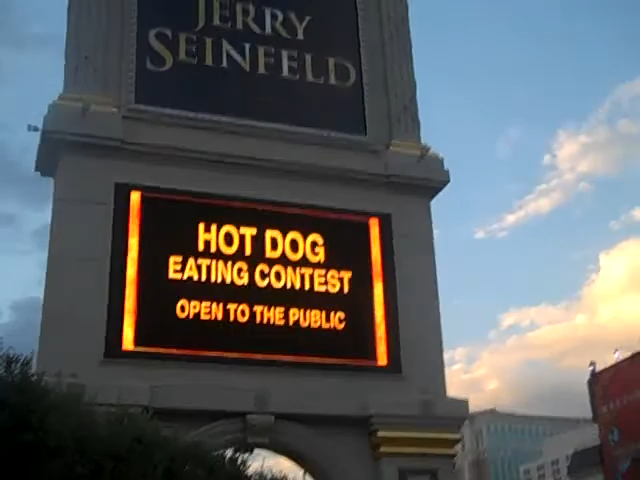 JERRY
SEINFELD
HOT DOG
EATING CONTEST
OPEN TO THE PUBLIC